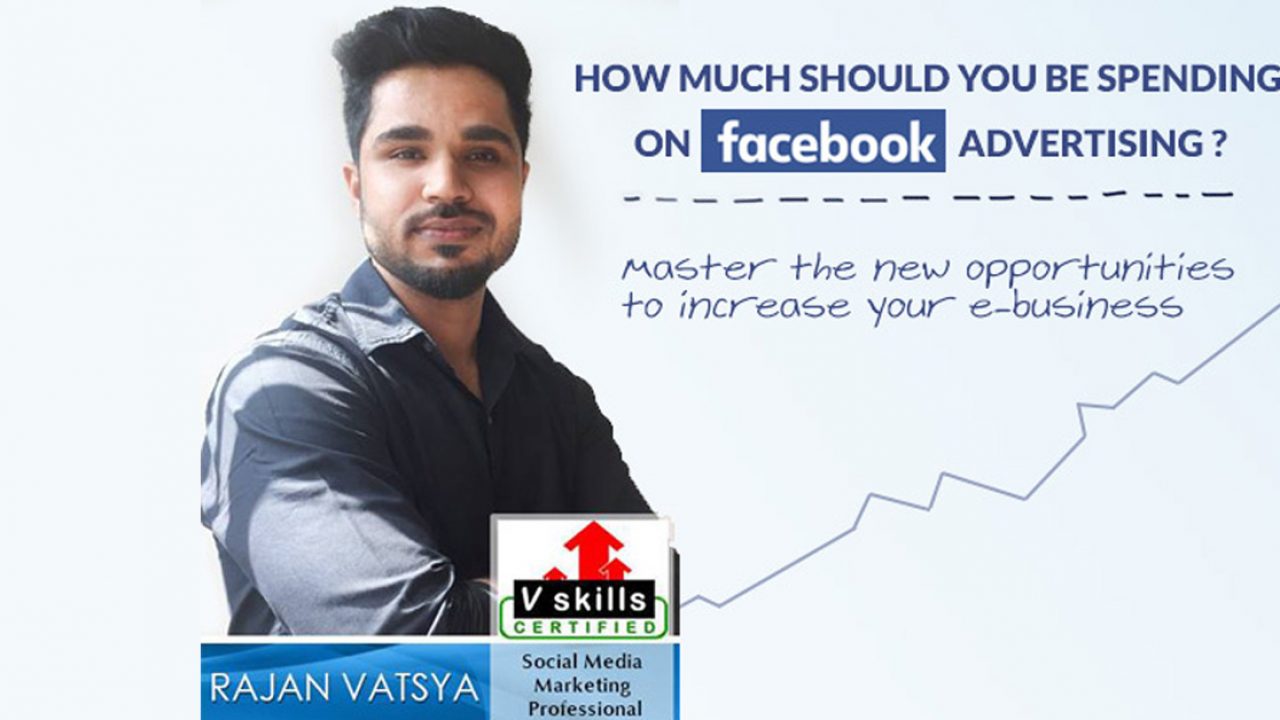 HOW MUCH SHOULD YOU BE SPENDING
ON facebook ADVERTISING ?
Master the new opportunities
to increase your e-business
V skills
CERTIFIED
RAJAN VATSYA
Social Media
Marketing
Professional